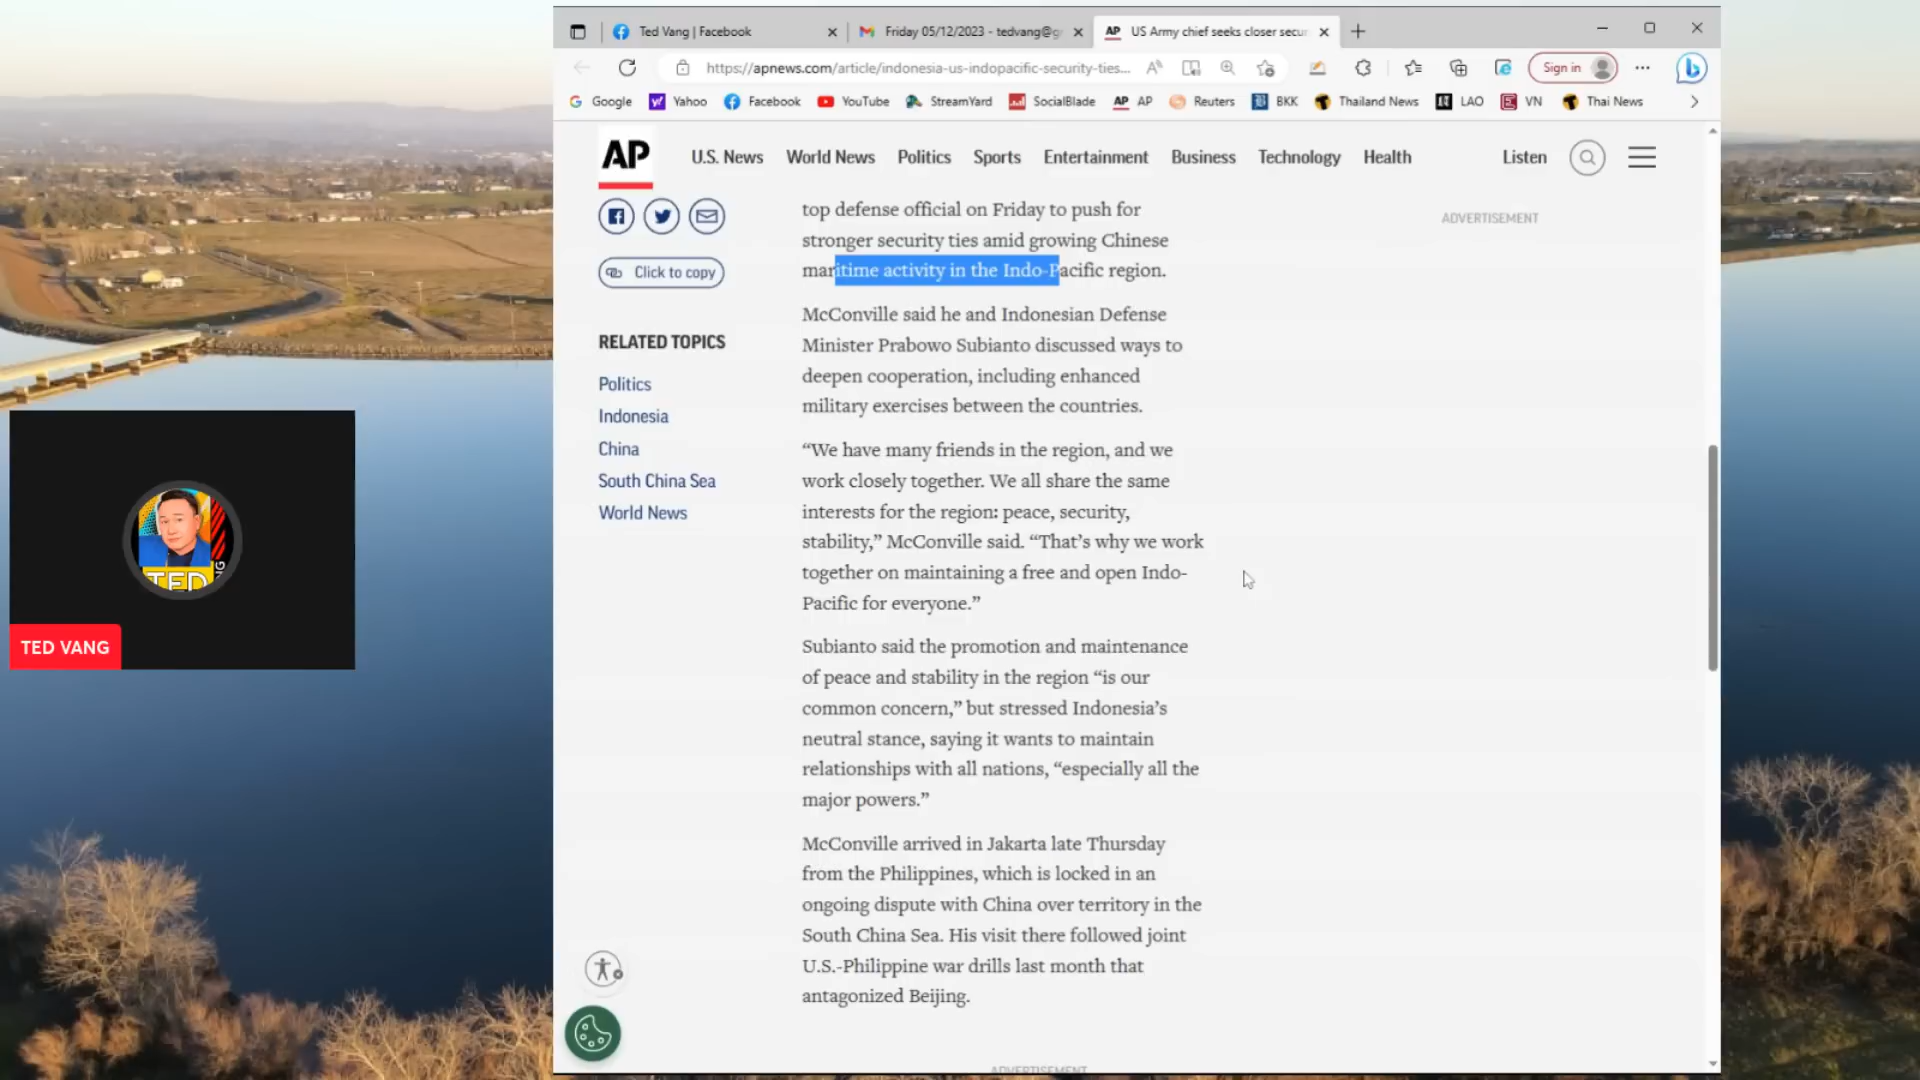 Ted Vang | Facebook
Friday 05/12/2023 - tedvang@g
AP US Army chief seeks closer secur
https://apnews.com/article/indonesia-us-indopacific-security-ties...
Sign in
Google Yahoo Facebook YouTube StreamYard SocialBlade AP AP Reuters BKK Thailand News LAO VN Thai News
AP
U.S. News World News Politics Sports Entertainment Business Technology Health Listen
Click to copy
RELATED TOPICS
Politics
Indonesia
China
South China Sea
World News
top defense official on Friday to push for
stronger security ties amid growing Chinese
maritime activity in the Indo-Pacific region.
McConville said he and Indonesian Defense
Minister Prabowo Subianto discussed ways to
deepen cooperation, including enhanced
military exercises between the countries.
“We have many friends in the region, and we
work closely together. We all share the same
interests for the region: peace, security,
stability,” McConville said. “That’s why we work
together on maintaining a free and open Indo-
Pacific for everyone.”
Subianto said the promotion and maintenance
of peace and stability in the region “is our
common concern,” but stressed Indonesia’s
neutral stance, saying it wants to maintain
relationships with all nations, “especially all the
major powers.”
McConville arrived in Jakarta late Thursday
from the Philippines, which is locked in an
ongoing dispute with China over territory in the
South China Sea. His visit there followed joint
U.S.-Philippine war drills last month that
antagonized Beijing.
ADVERTISEMENT
ADVERTISEMENT
TED
TED VANG